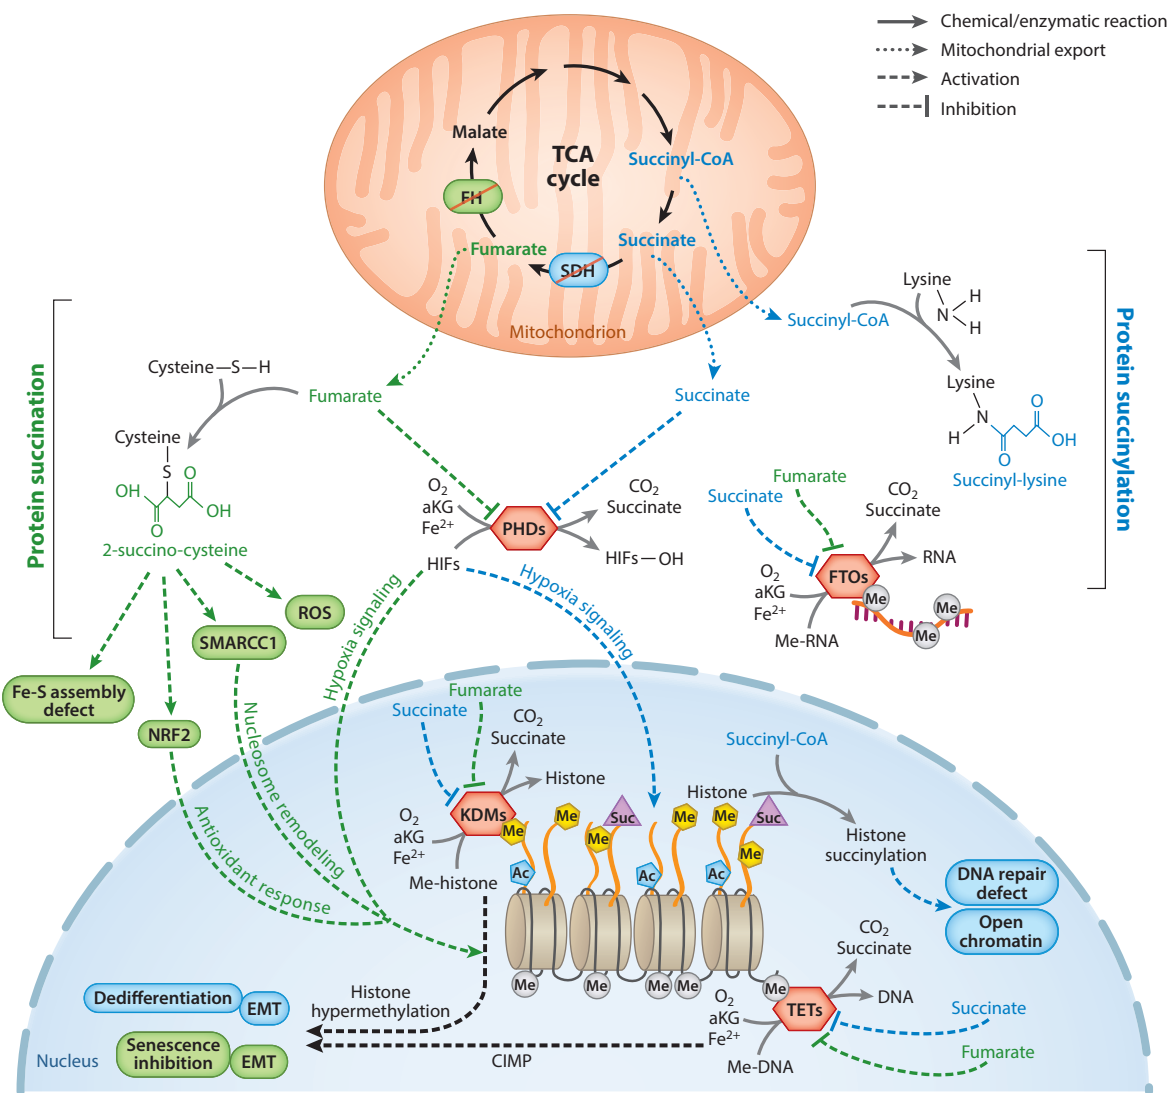 Chemical/enzymatic reaction
Mitochondrial export
Activation
Inhibition
Malate
TCA
cycle
Succinyl-CoA
FH
Succinate
Fumarate
SDH
Mitochondrion
Protein succination
Cysteine—S—H
Fumarate
Cysteine
S
OH
O
O
OH
2-succino-cysteine
ROS
SMARCC1
Fe-S assembly
defect
NRF2
Succinate
Succinyl-CoA
Lysine
H
N
H
Lysine
N
H
O
O
OH
Succinyl-lysine
Protein succinylation
O2
aKG
Fe2+
PHDs
CO2
Succinate
HIFs—OH
HIFs
Hypoxia signaling
Hypoxia signaling
Fumarate
Succinate
CO2
Succinate
O2
aKG
Fe2+
FTOs
RNA
Me
Me
Me
Me-RNA
Nucleosome remodeling
Antioxidant response
Fumarate
Succinate
CO2
Succinate
Histone
O2
aKG
Fe2+
KDMs
Me-histone
Me
Me
Me
Suc
Me
Me
Suc
Me
Ac
Ac
Ac
Succinyl-CoA
Histone
Histone
succinylation
DNA repair
defect
Open
chromatin
Me
Me
Me
Me
Me
CO2
Succinate
O2
aKG
Fe2+
TETs
DNA
Me-DNA
Succinate
Fumarate
Histone
hypermethylation
CIMP
Dedifferentiation
EMT
Senescence
inhibition
EMT
Nucleus